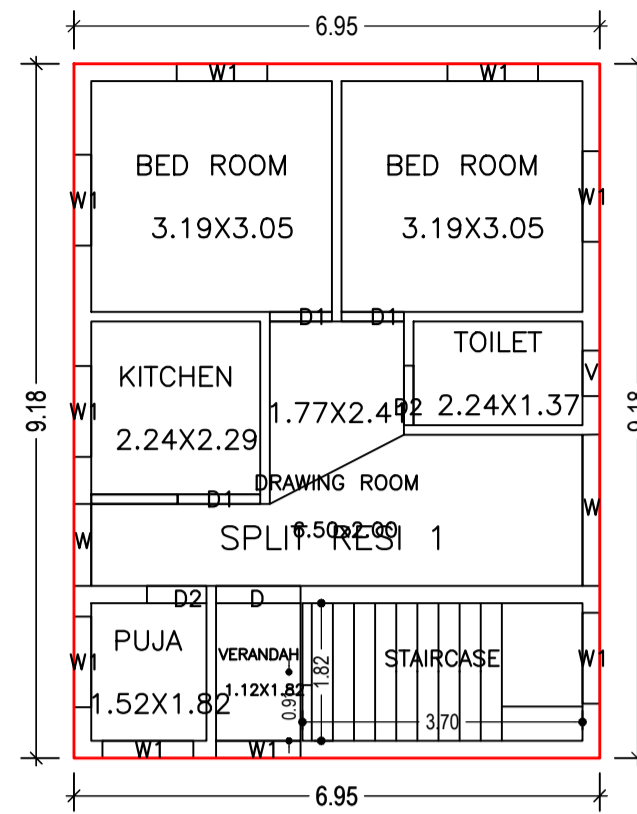 6.95
W1 W1
BED ROOM BED ROOM
3.19X3.05 3.19X3.05
W1 W1
D1 D1
TOILET
V
KITCHEN
W1 1.77X2.4 D2 2.24X1.37
9.18 9.18
2.24X2.29
DRAWING ROOM
D1
W
6.50x2.00
SPLIT RESI 1
W
D2 D
PUJA
VERANDAH STAIRCASE
W1 W1
1.12X1.82 1.82
1.52X1.82
0.91
3.70
W1 W1
6.95